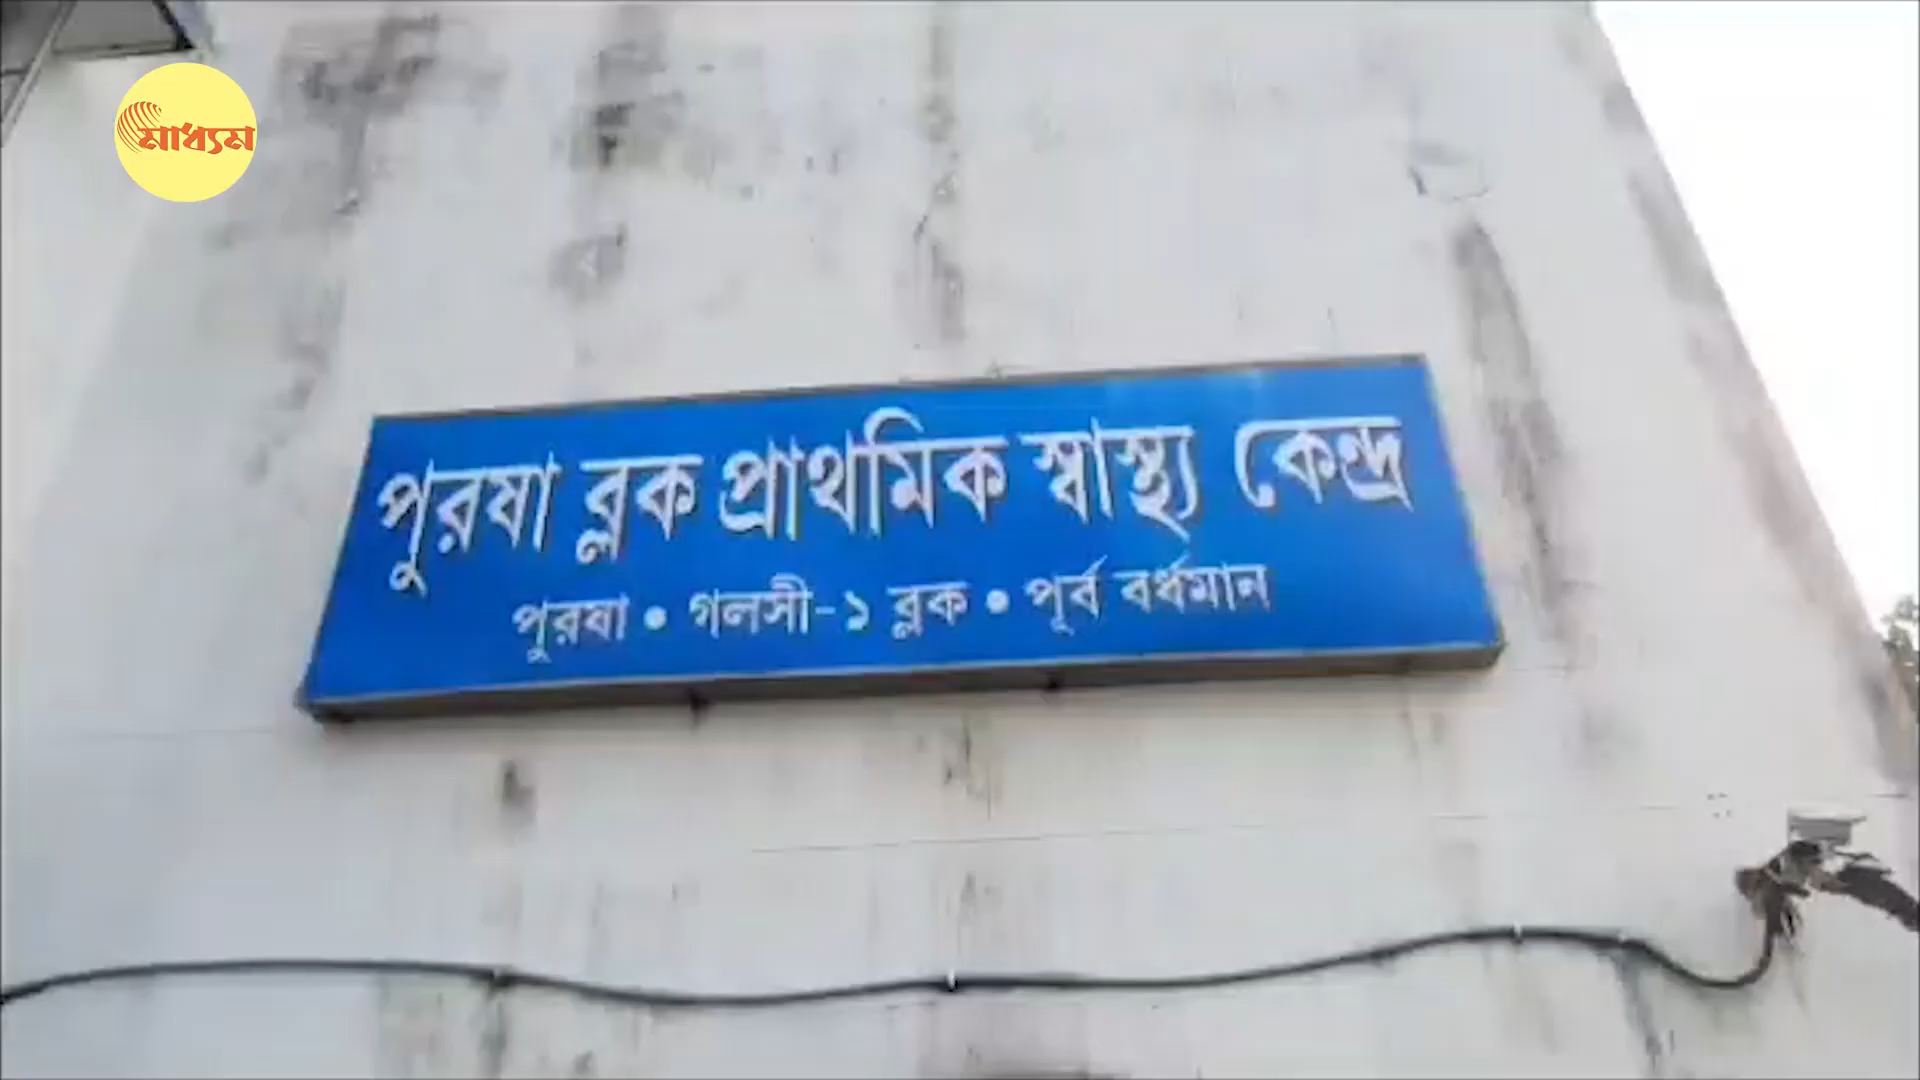 মাধ্যম
পুরষা ব্লক প্রাথমিক স্বাস্থ্য কেন্দ্র
পুরষা • গলসী-১ ব্লক • পূর্ব বর্ধমান